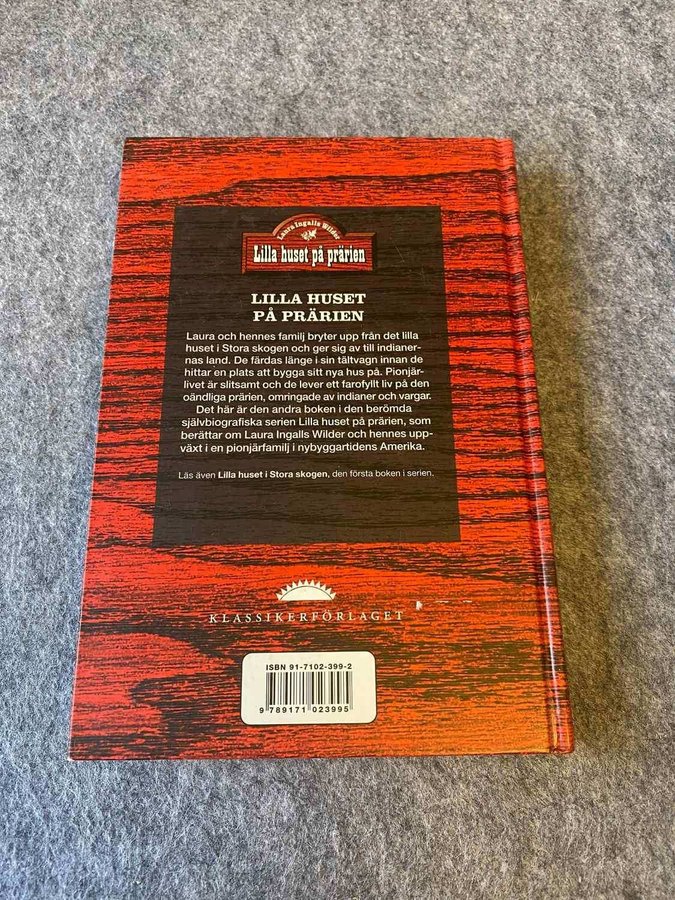 Laura Ingalls Wilder
Lilla huset på prärien
LILLA HUSET
PÅ PRÄRIEN
Laura och hennes familj bryter upp från det lilla
huset i Stora skogen och ger sig av till indianer-
nas land. De färdas länge i sin tältvagn innan de
hittar en plats att bygga sitt nya hus på. Pionjär-
livet är slitsamt och de lever ett farofyllt liv på den
oändliga prärien, omringade av indianer och vargar.
Det här är den andra boken i den berömda
självbiografiska serien Lilla huset på prärien, som
berättar om Laura Ingalls Wilder och hennes upp-
växt i en pionjärfamilj i nybyggartidens Amerika.
Läs även Lilla huset i Stora skogen, den första boken i serien.
KLASSIKERFÖRLAGET
ISBN 91-7102-399-2
9 789171 023995